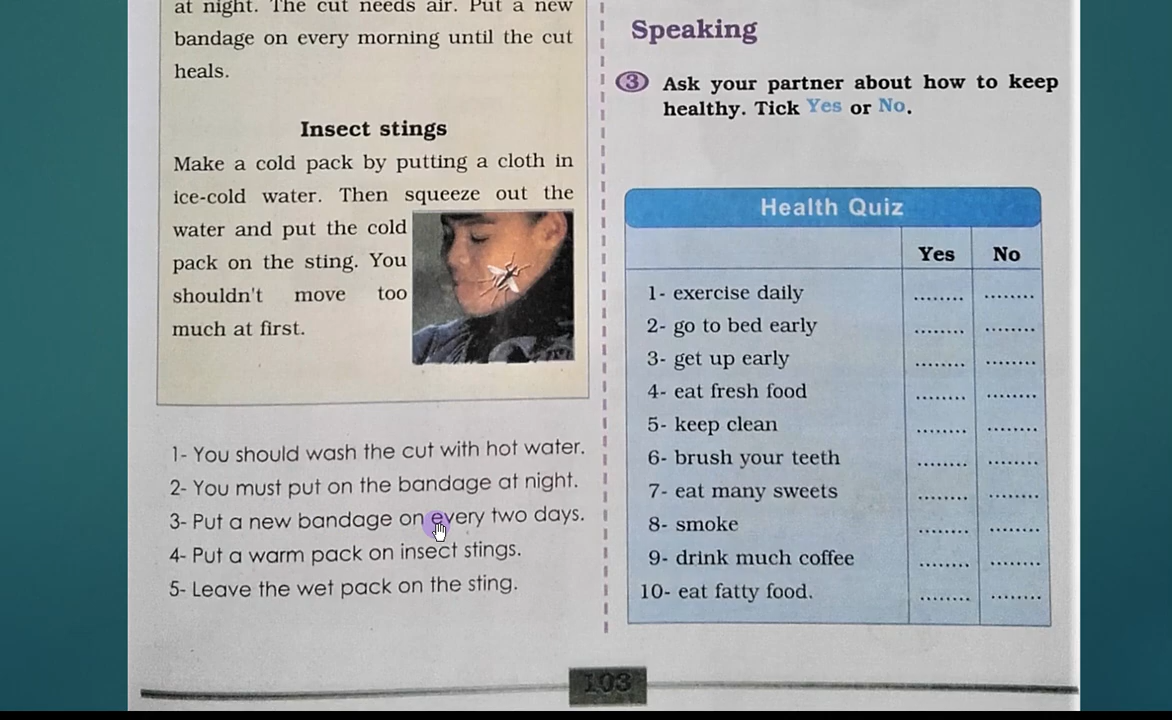 at night. The cut needs air. Put a new
bandage on every morning until the cut
heals.
Insect stings
Make a cold pack by putting a cloth in
ice-cold water. Then squeeze out the
water and put the cold
pack on the sting. You
shouldn't move too
much at first.
1- You should wash the cut with hot water.
2- You must put on the bandage at night.
3- Put a new bandage on every two days.
4- Put a warm pack on insect stings.
5- Leave the wet pack on the sting.
Speaking
3 Ask your partner about how to keep
healthy. Tick Yes or No.
Health Quiz
Yes No
1- exercise daily ........ ........
2- go to bed early ........ ........
3- get up early ........ ........
4- eat fresh food ........ ........
5- keep clean ........ ........
6- brush your teeth ........ ........
7- eat many sweets ........ ........
8- smoke ........ ........
9- drink much coffee ........ ........
10- eat fatty food. ........ ........
103